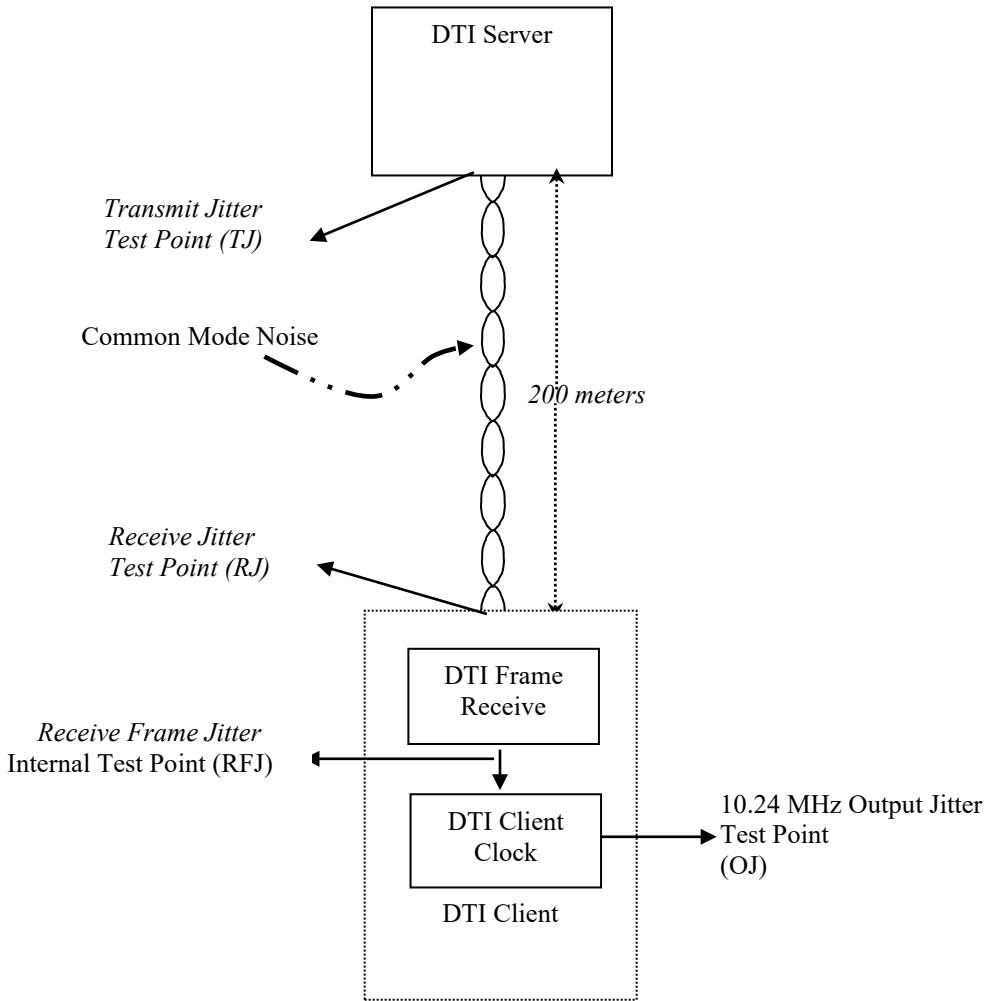 DTI Server
Transmit Jitter
Test Point (TJ)
Common Mode Noise
200 meters
Receive Jitter
Test Point (RJ)
DTI Frame
Receive
Receive Frame Jitter
Internal Test Point (RFJ)
DTI Client
Clock
10.24 MHz Output Jitter
Test Point
(OJ)
DTI Client